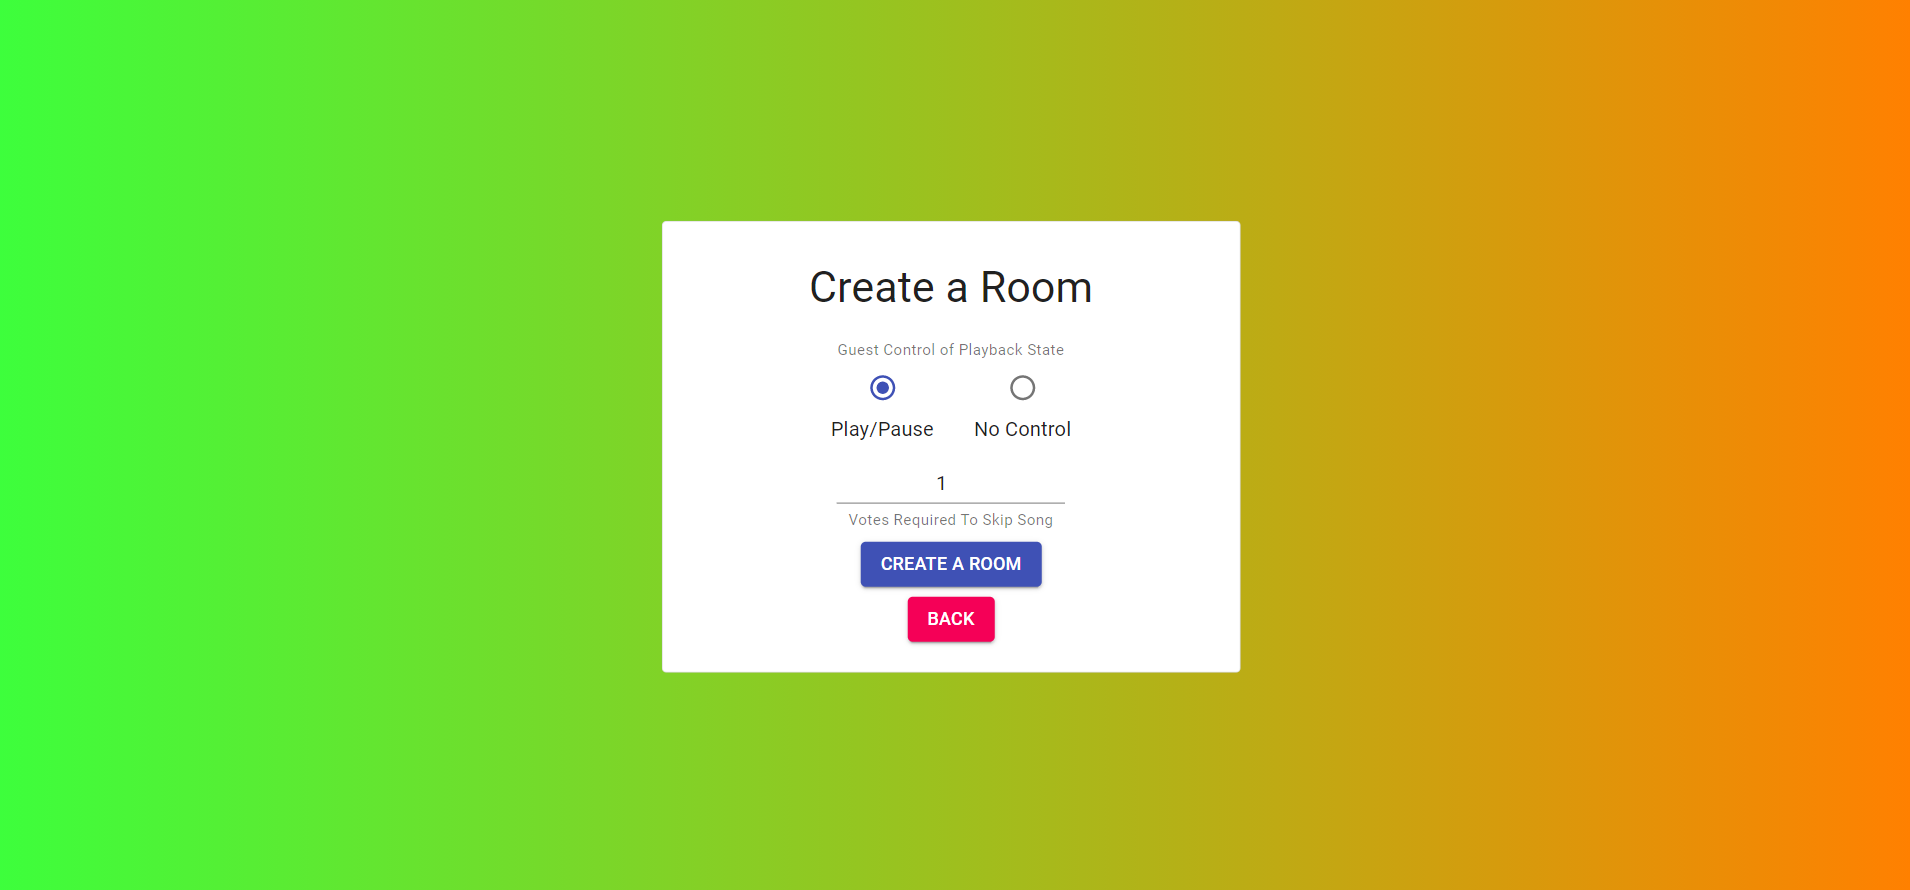 Create a Room
Guest Control of Playback State
Play/Pause No Control
1
Votes Required To Skip Song
CREATE A ROOM
BACK